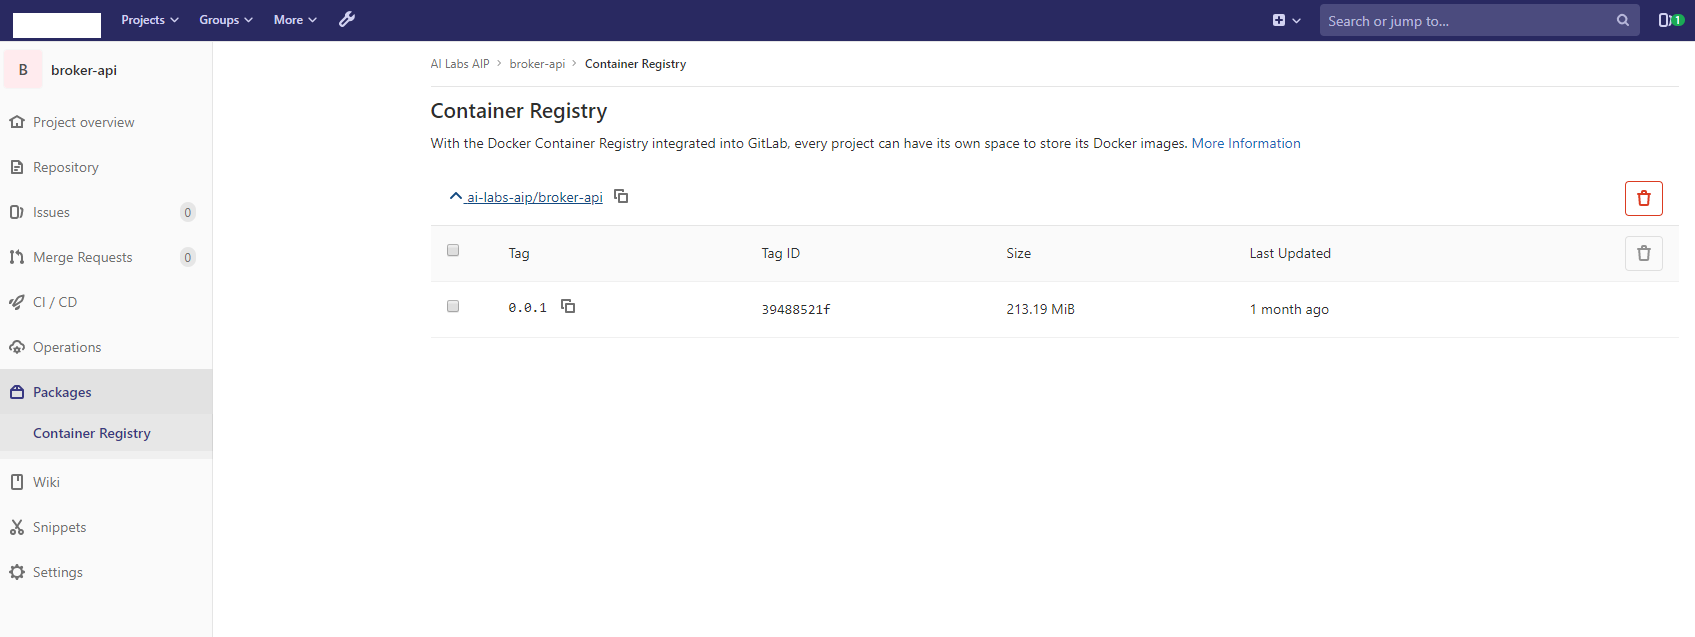 Projects Groups More Search or jump to... 1
B broker-api
AI Labs AIP > broker-api > Container Registry
Container Registry
With the Docker Container Registry integrated into GitLab, every project can have its own space to store its Docker images. More Information
ai-labs-aip/broker-api
Tag Tag ID Size Last Updated
0.0.1 39488521f 213.19 MiB 1 month ago
Project overview
Repository
Issues 0
Merge Requests 0
CI / CD
Operations
Packages
Container Registry
Wiki
Snippets
Settings